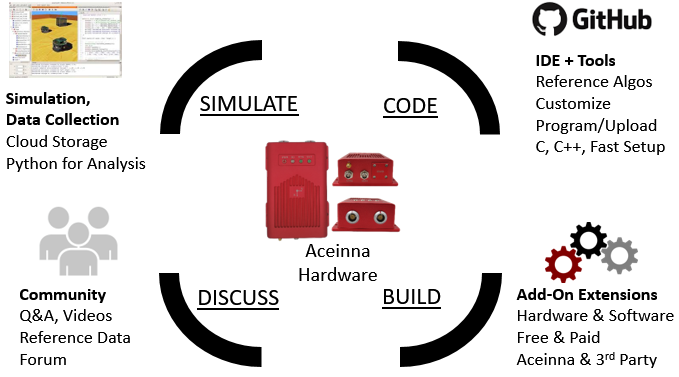 GitHub
Simulation,
Data Collection
Cloud Storage
Python for Analysis
SIMULATE
CODE
IDE + Tools
Reference Algos
Customize
Program/Upload
C, C++, Fast Setup
Aceinna
Hardware
Community
Q&A, Videos
Reference Data
Forum
DISCUSS
BUILD
Add-On Extensions
Hardware & Software
Free & Paid
Aceinna & 3rd Party